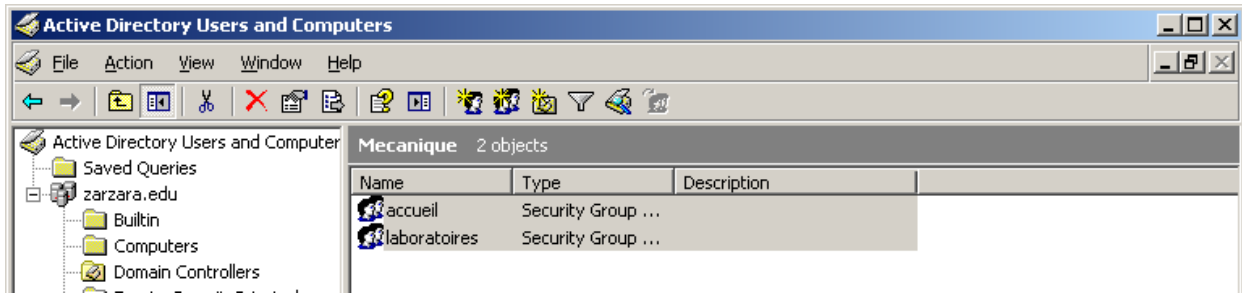 Active Directory Users and Computers
File Action View Window Help
Active Directory Users and Computer
Saved Queries
zarzara.edu
Builtin
Computers
Domain Controllers
Mecanique 2 objects
Name Type Description
accueil Security Group ...
laboratoires Security Group ...